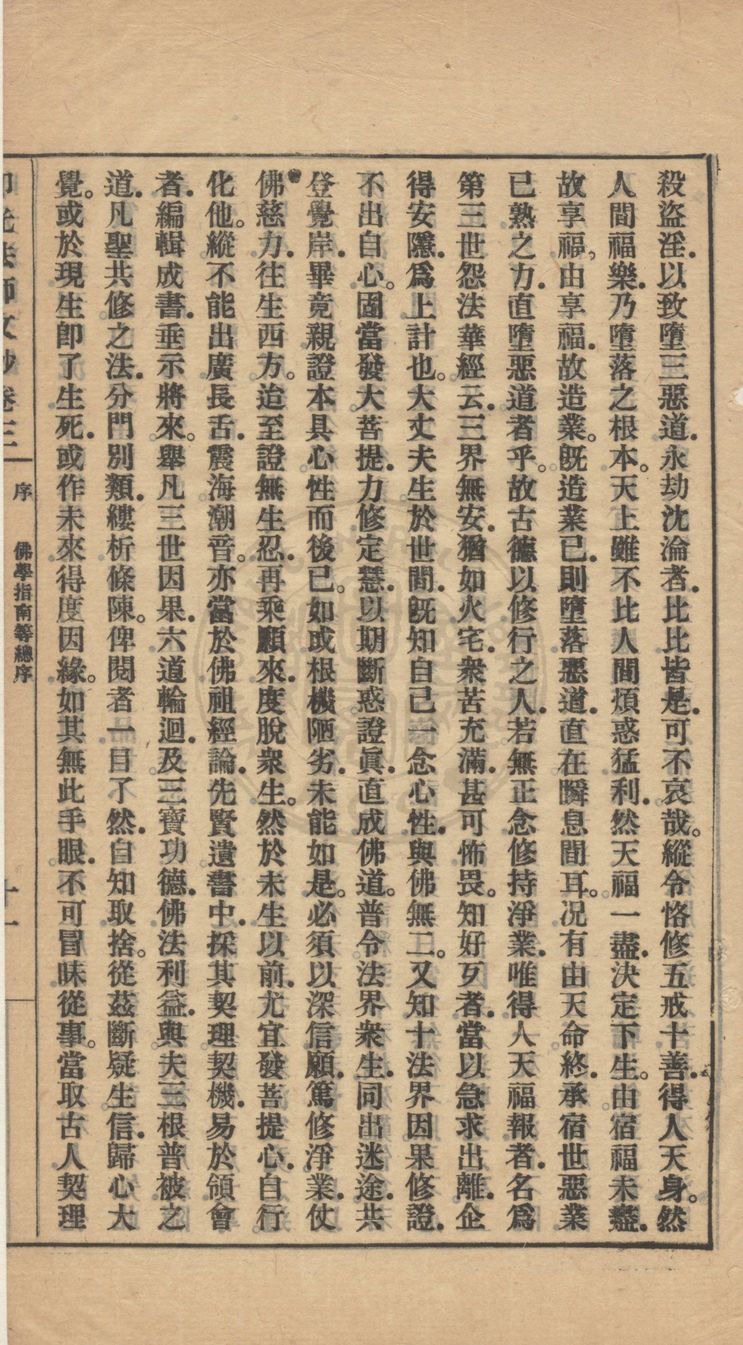 殺盜淫.以致墮三惡道.永劫沈淪者.比比皆是.可不哀哉。縱令恪修五戒十善.得人天身。然
人間福樂.乃墮落之根本。天上雖不比人間煩惑猛利.然天福一盡.決定下生。由宿福未盡.
故享福。由享福.故造業。旣造業已.則墮落惡道.直在瞬息間耳。况有由天命終.承宿世惡業
已熟之力.直墮惡道者乎。故古德以修行之人.若無正念修持淨業.唯得人天福報者.名爲
第三世怨.法華經云.三界無安.猶如火宅.衆苦充滿.甚可怖畏。知好歹者.當以急求出離.企
得安隱.爲上計也。大丈夫生於世間.旣知自己一念心性.與佛無二。又知十法界因果修證.
不出自心。固當發大菩提.力修定慧.以期斷惑證眞.直成佛道。普令法界衆生.同出迷途.共
登覺岸.畢竟親證本具心性而後已。如或根機陋劣.未能如是。必須以深信願.篤修淨業.仗
佛慈力.往生西方。迨至證無生忍.再乘願來.度脫衆生。然於未生以前.尤宜發菩提心.自行
化他。縱不能出廣長舌.震海潮音。亦當於佛祖經論.先賢遺書中.採其契理契機.易於領會
者.編輯成書.垂示將來。舉凡三世因果.六道輪迴.及三寶功德.佛法利益.與夫三根普被之
道.凡聖共修之法.分門別類.縷析條陳。俾閱者一目了然.自知取捨。從茲斷疑生信.歸心大
覺。或於現生卽了生死.或作未來得度因緣。如其無此手眼.不可冒昧從事。當取古人契理
印光法師文鈔卷三　序　佛學指南等總序　十一